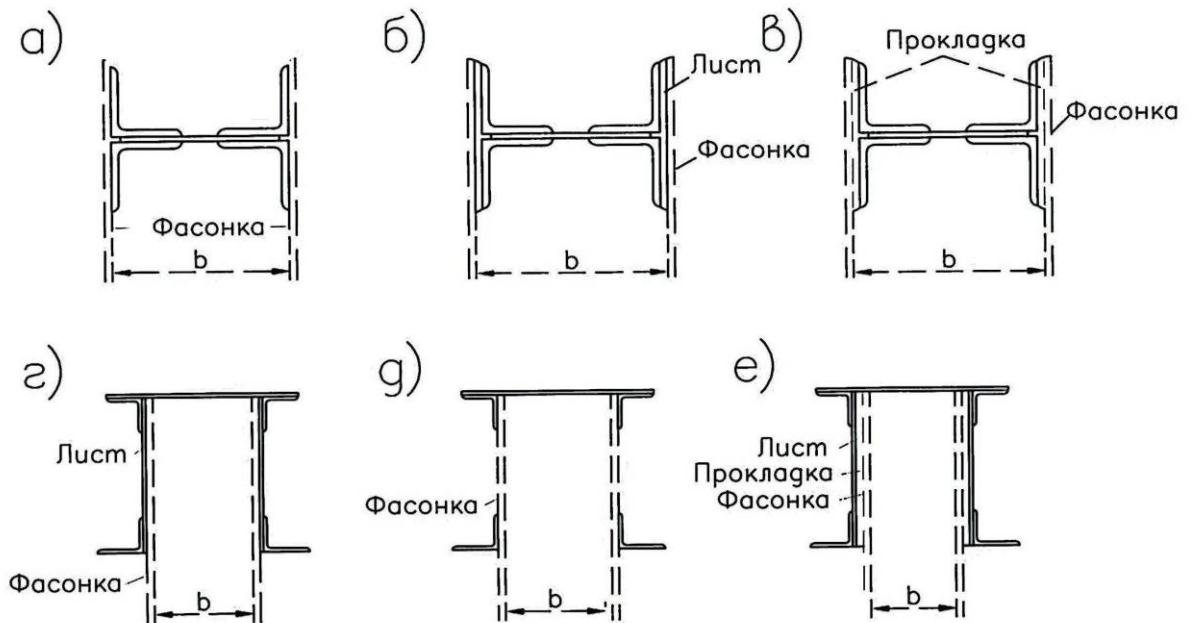 а)
Фасонка
b
б)
Лист
Фасонка
b
в)
Прокладка
Фасонка
b
г)
Лист
Фасонка
b
д)
Фасонка
b
е)
Лист
Прокладка
Фасонка
b